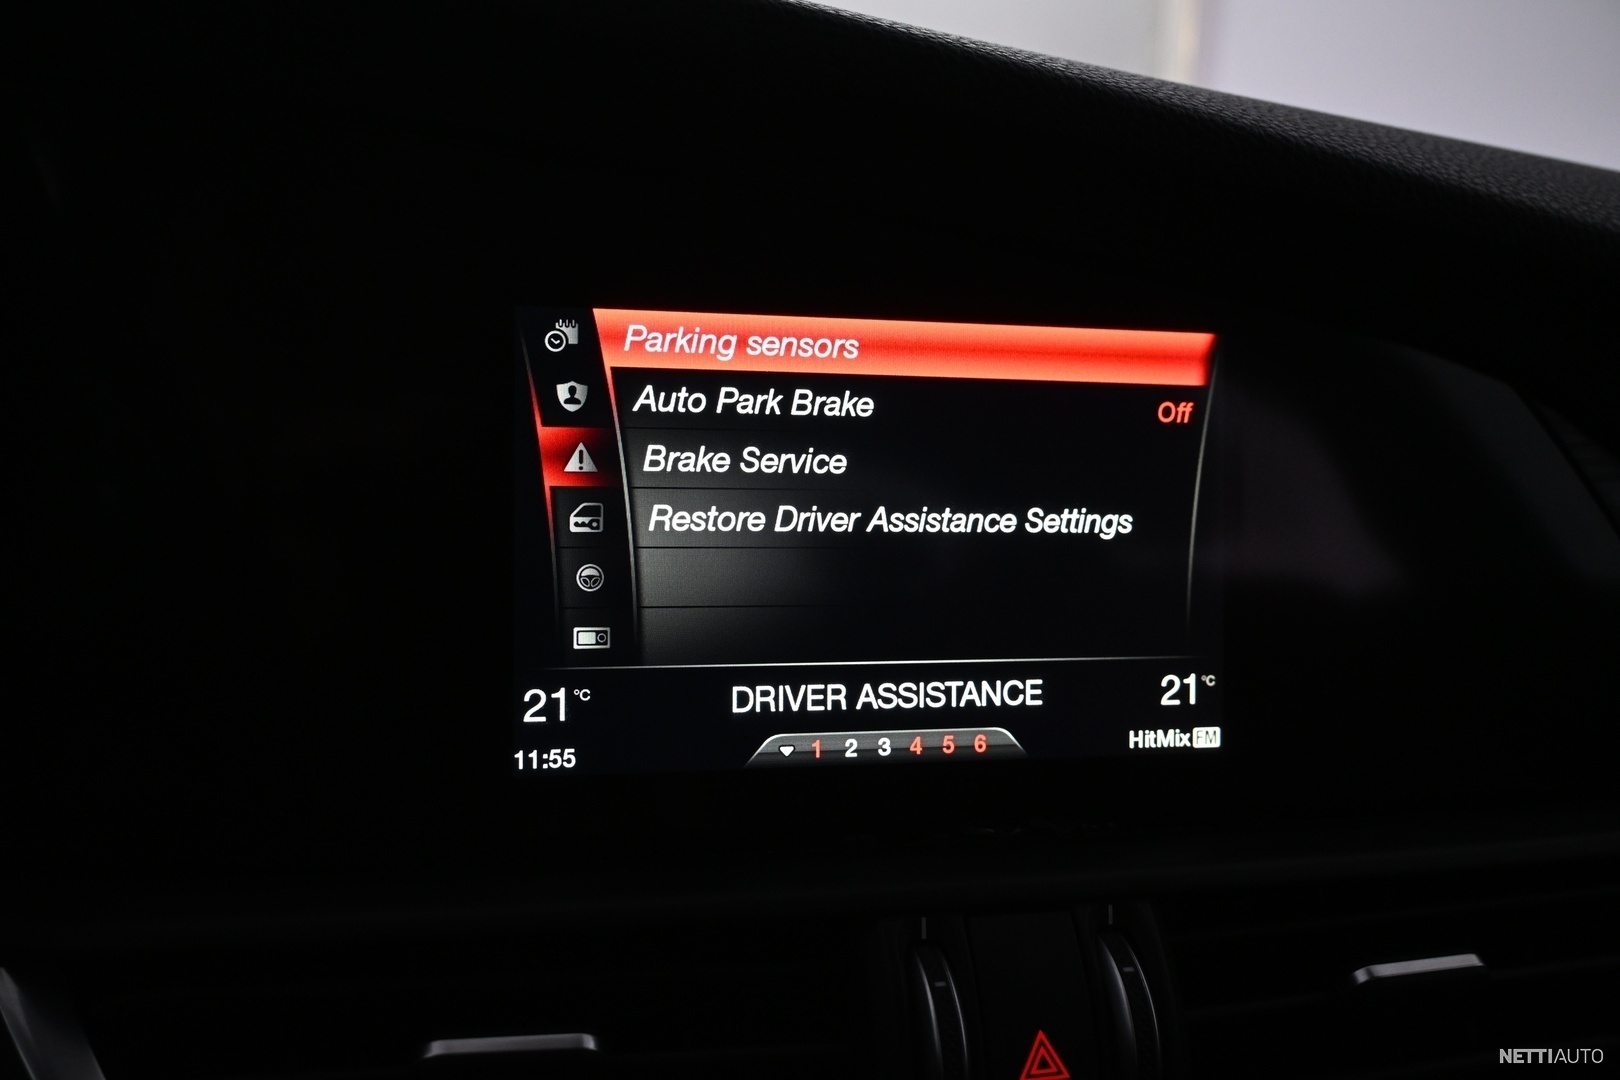 Parking sensors
Auto Park Brake Off
Brake Service
Restore Driver Assistance Settings
21°C DRIVER ASSISTANCE 21°C
1 2 3 4 5 6
HitMix FM
11:55
NETTIAUTO